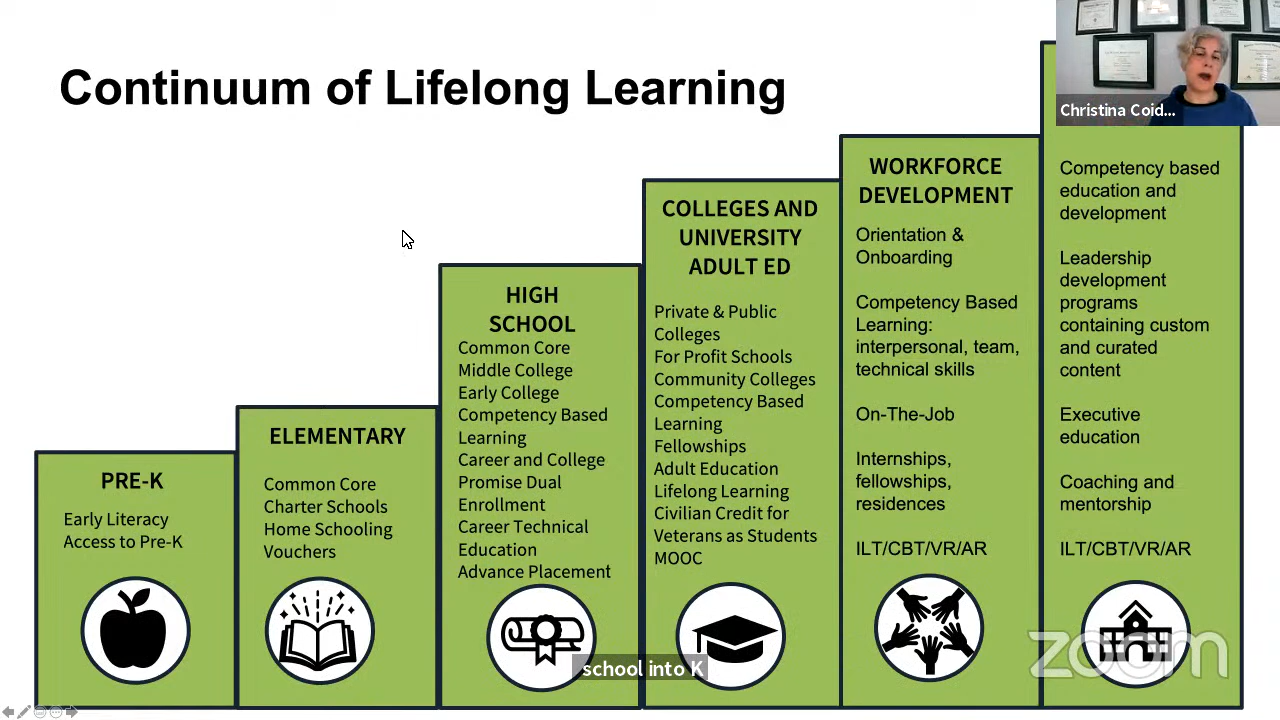 Continuum of Lifelong Learning
Christina Coid...
PRE-K
Early Literacy
Access to Pre-K
ELEMENTARY
Common Core
Charter Schools
Home Schooling
Vouchers
HIGH
SCHOOL
Common Core
Middle College
Early College
Competency Based
Learning
Career and College
Promise Dual
Enrollment
Career Technical
Education
Advance Placement
COLLEGES AND
UNIVERSITY
ADULT ED
Private & Public
Colleges
For Profit Schools
Community Colleges
Competency Based
Learning
Fellowships
Adult Education
Lifelong Learning
Civilian Credit for
Veterans as Students
MOOC
WORKFORCE
DEVELOPMENT
Orientation &
Onboarding
Competency Based
Learning:
interpersonal, team,
technical skills
On-The-Job
Internships,
fellowships,
residences
ILT/CBT/VR/AR
Competency based
education and
development
Leadership
development
programs
containing custom
and curated
content
Executive
education
Coaching and
mentorship
ILT/CBT/VR/AR
school into K
zoom